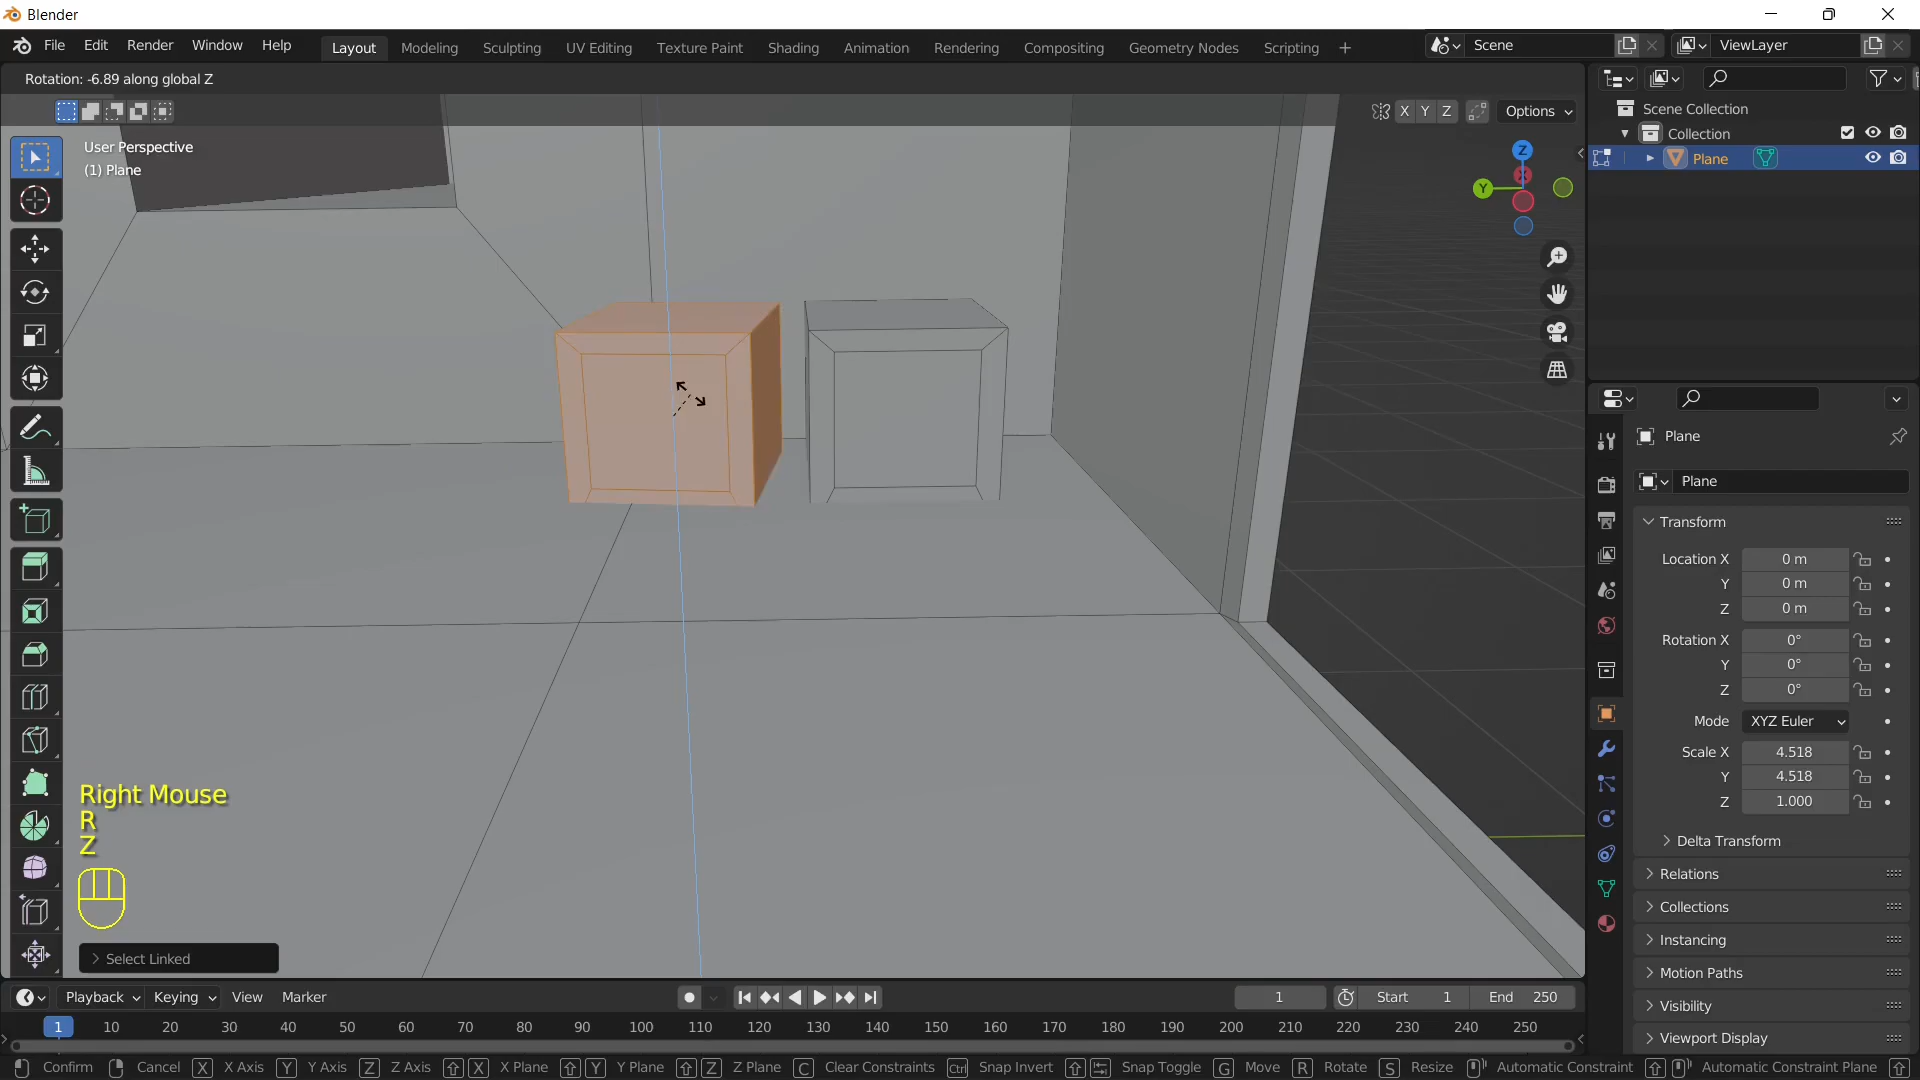 Blender
File Edit Render Window Help
Layout Modeling Sculpting UV Editing Texture Paint Shading Animation Rendering Compositing Geometry Nodes Scripting +
Scene
ViewLayer
Rotation: -6.89 along global Z
X Y Z Options
User Perspective
(1) Plane
Z
X
Y
Scene Collection
Collection
Plane
Plane
Plane
Transform
Location X 0 m
Y 0 m
Z 0 m
Rotation X 0°
Y 0°
Z 0°
Mode XYZ Euler
Scale X 4.518
Y 4.518
Z 1.000
Delta Transform
Relations
Collections
Instancing
Motion Paths
Visibility
Viewport Display
Right Mouse
R
Z
Select Linked
Playback Keying View Marker
1 Start 1 End 250
1 10 20 30 40 50 60 70 80 90 100 110 120 130 140 150 160 170 180 190 200 210 220 230 240 250
Confirm Cancel X X Axis Y Y Axis Z Z Axis X X Plane Y Y Plane Z Z Plane C Clear Constraints Ctrl Snap Invert Snap Toggle G Move R Rotate S Resize Automatic Constraint Automatic Constraint Plane